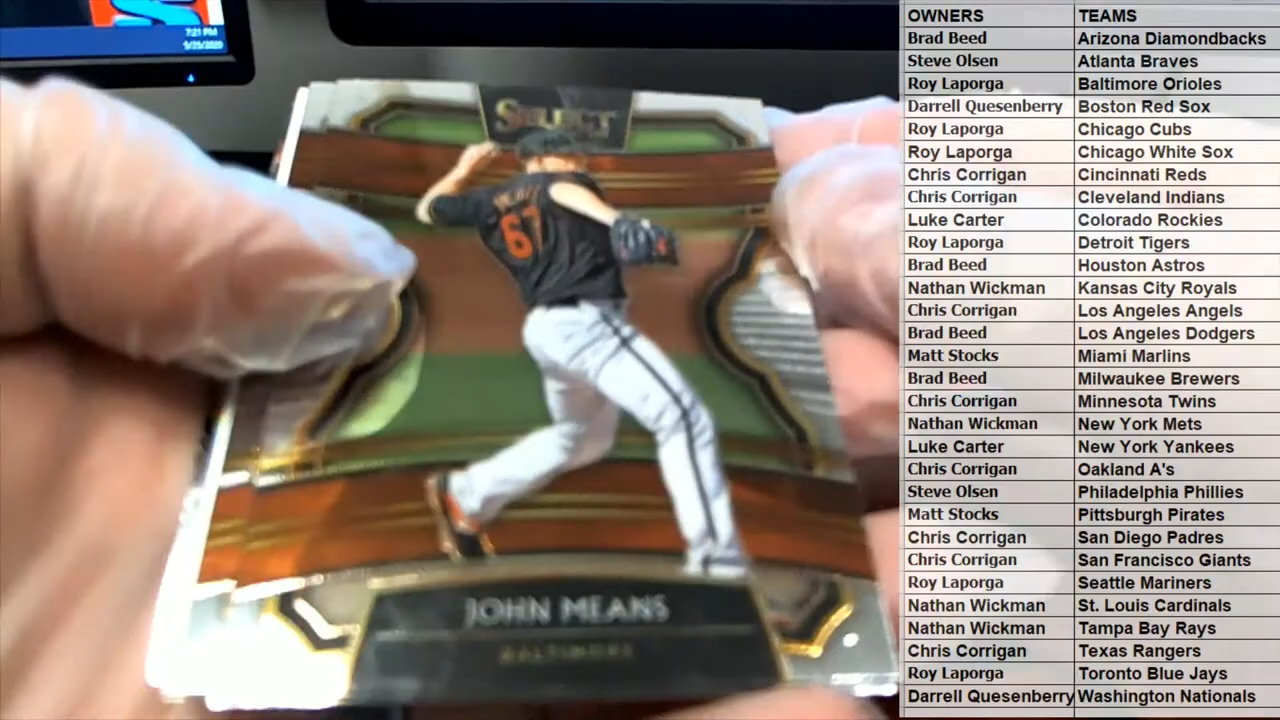 7:21 PM
9/25/2020
SELECT
67
JOHN MEANS
BALTIMORE
OWNERS TEAMS
Brad Beed Arizona Diamondbacks
Steve Olsen Atlanta Braves
Roy Laporga Baltimore Orioles
Darrell Quesenberry Boston Red Sox
Roy Laporga Chicago Cubs
Roy Laporga Chicago White Sox
Chris Corrigan Cincinnati Reds
Chris Corrigan Cleveland Indians
Luke Carter Colorado Rockies
Roy Laporga Detroit Tigers
Brad Beed Houston Astros
Nathan Wickman Kansas City Royals
Chris Corrigan Los Angeles Angels
Brad Beed Los Angeles Dodgers
Matt Stocks Miami Marlins
Brad Beed Milwaukee Brewers
Chris Corrigan Minnesota Twins
Nathan Wickman New York Mets
Luke Carter New York Yankees
Chris Corrigan Oakland A's
Steve Olsen Philadelphia Phillies
Matt Stocks Pittsburgh Pirates
Chris Corrigan San Diego Padres
Chris Corrigan San Francisco Giants
Roy Laporga Seattle Mariners
Nathan Wickman St. Louis Cardinals
Nathan Wickman Tampa Bay Rays
Chris Corrigan Texas Rangers
Roy Laporga Toronto Blue Jays
Darrell Quesenberry Washington Nationals